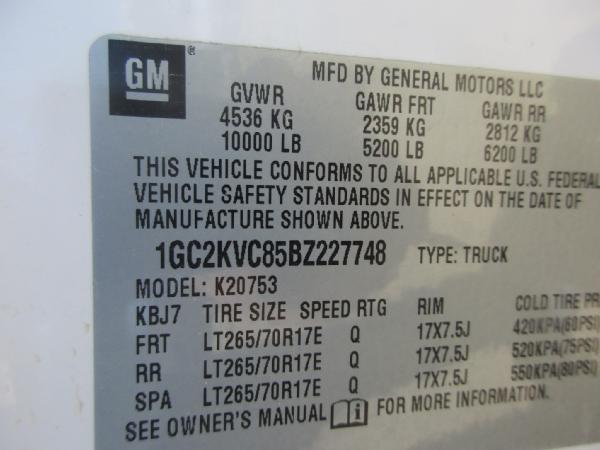 GM ® MFD BY GENERAL MOTORS LLC
GVWR GAWR FRT GAWR RR
4536 KG 2359 KG 2812 KG
10000 LB 5200 LB 6200 LB
THIS VEHICLE CONFORMS TO ALL APPLICABLE U.S. FEDERAL
VEHICLE SAFETY STANDARDS IN EFFECT ON THE DATE OF
MANUFACTURE SHOWN ABOVE.
1GC2KVC85BZ227748 TYPE: TRUCK
MODEL: K20753
KBJ7 TIRE SIZE SPEED RTG RIM COLD TIRE PR
FRT LT265/70R17E Q 17X7.5J 420KPA(60PSI)
RR LT265/70R17E Q 17X7.5J 520KPA(75PSI)
SPA LT265/70R17E Q 17X7.5J 550KPA(80PSI)
SEE OWNER'S MANUAL i FOR MORE INFORMATION.